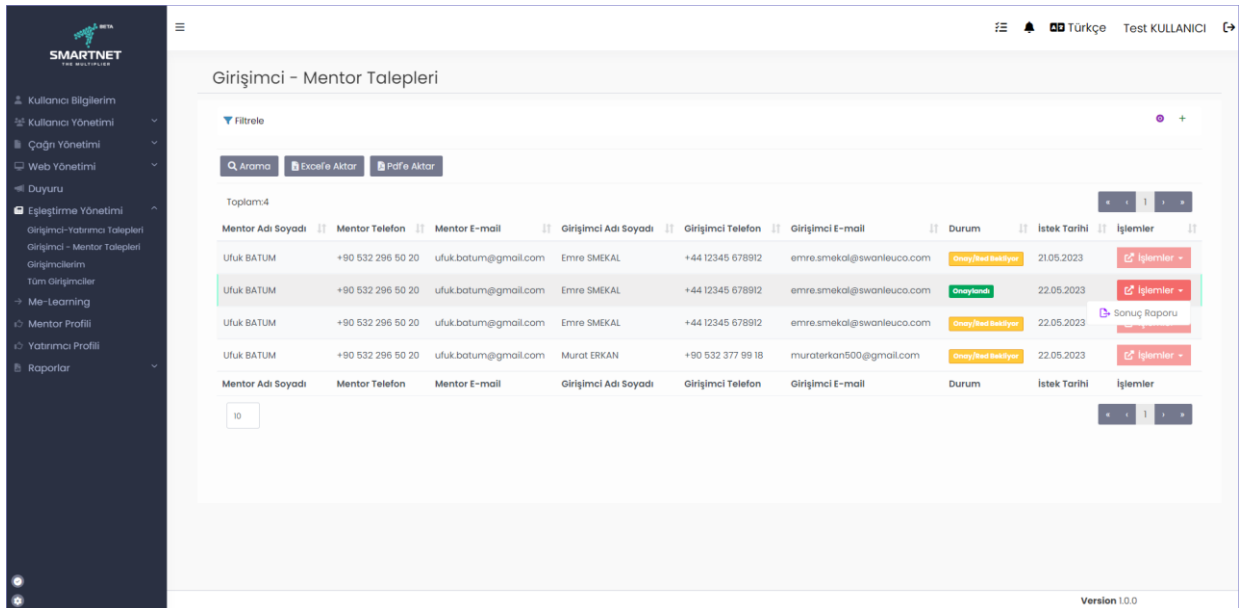 BETA
SMARTNET
THE MULTIPLIER
Türkçe Test KULLANICI
Kullanıcı Bilgilerim
Kullanıcı Yönetimi
Çağrı Yönetimi
Web Yönetimi
Duyuru
Eşleştirme Yönetimi
Girişimci-Yatırımcı Talepleri
Girişimci - Mentor Talepleri
Girişimcilerim
Tüm Girişimciler
Me-Learning
Mentor Profili
Yatırımcı Profili
Raporlar
Girişimci - Mentor Talepleri
Filtrele
Arama Excel'e Aktar Pdf'e Aktar
Toplam:4
« ‹ 1 › »
Mentor Adı Soyadı Mentor Telefon Mentor E-mail Girişimci Adı Soyadı Girişimci Telefon Girişimci E-mail Durum İstek Tarihi İşlemler
Ufuk BATUM +90 532 296 50 20 ufuk.batum@gmail.com Emre SMEKAL +44 12345 678912 emre.smekal@swanleuco.com Onay/Red Bekliyor 21.05.2023 İşlemler
Ufuk BATUM +90 532 296 50 20 ufuk.batum@gmail.com Emre SMEKAL +44 12345 678912 emre.smekal@swanleuco.com Onaylandı 22.05.2023 İşlemler
Sonuç Raporu
Ufuk BATUM +90 532 296 50 20 ufuk.batum@gmail.com Emre SMEKAL +44 12345 678912 emre.smekal@swanleuco.com Onay/Red Bekliyor 22.05.2023
Ufuk BATUM +90 532 296 50 20 ufuk.batum@gmail.com Murat ERKAN +90 532 377 99 18 muraterkan500@gmail.com Onay/Red Bekliyor 22.05.2023 İşlemler
Mentor Adı Soyadı Mentor Telefon Mentor E-mail Girişimci Adı Soyadı Girişimci Telefon Girişimci E-mail Durum İstek Tarihi İşlemler
10
« ‹ 1 › »
Version 1.0.0